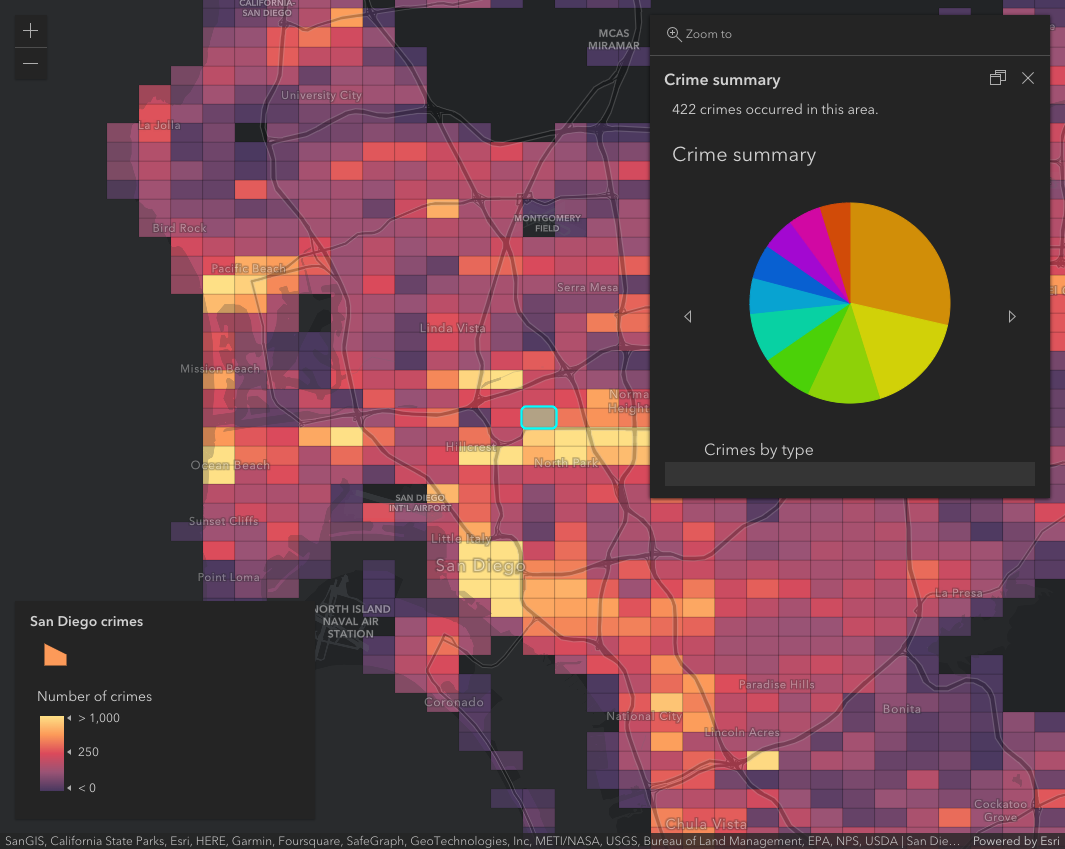 CALIFORNIA-
SAN DIEGO
MCAS
MIRAMAR
University City
La Jolla
Bird Rock
MONTGOMERY
FIELD
Pacific Beach
Serra Mesa
Linda Vista
Mission Beach
Hillcrest
North Park
Ocean Beach
SAN DIEGO
INT'L AIRPORT
Sunset Cliffs
Little Italy
San Diego
Point Loma
NORTH ISLAND
NAVAL AIR
STATION
La Presa
Paradise Hills
Coronado
National City
Bonita
Lincoln Acres
Cockatoo
Grove
Chula Vista
Zoom to
Crime summary
422 crimes occurred in this area.
Crime summary
Crimes by type
San Diego crimes
Number of crimes
> 1,000
250
< 0
SanGIS, California State Parks, Esri, HERE, Garmin, Foursquare, SafeGraph, GeoTechnologies, Inc, METI/NASA, USGS, Bureau of Land Management, EPA, NPS, USDA | San Die... Powered by Esri